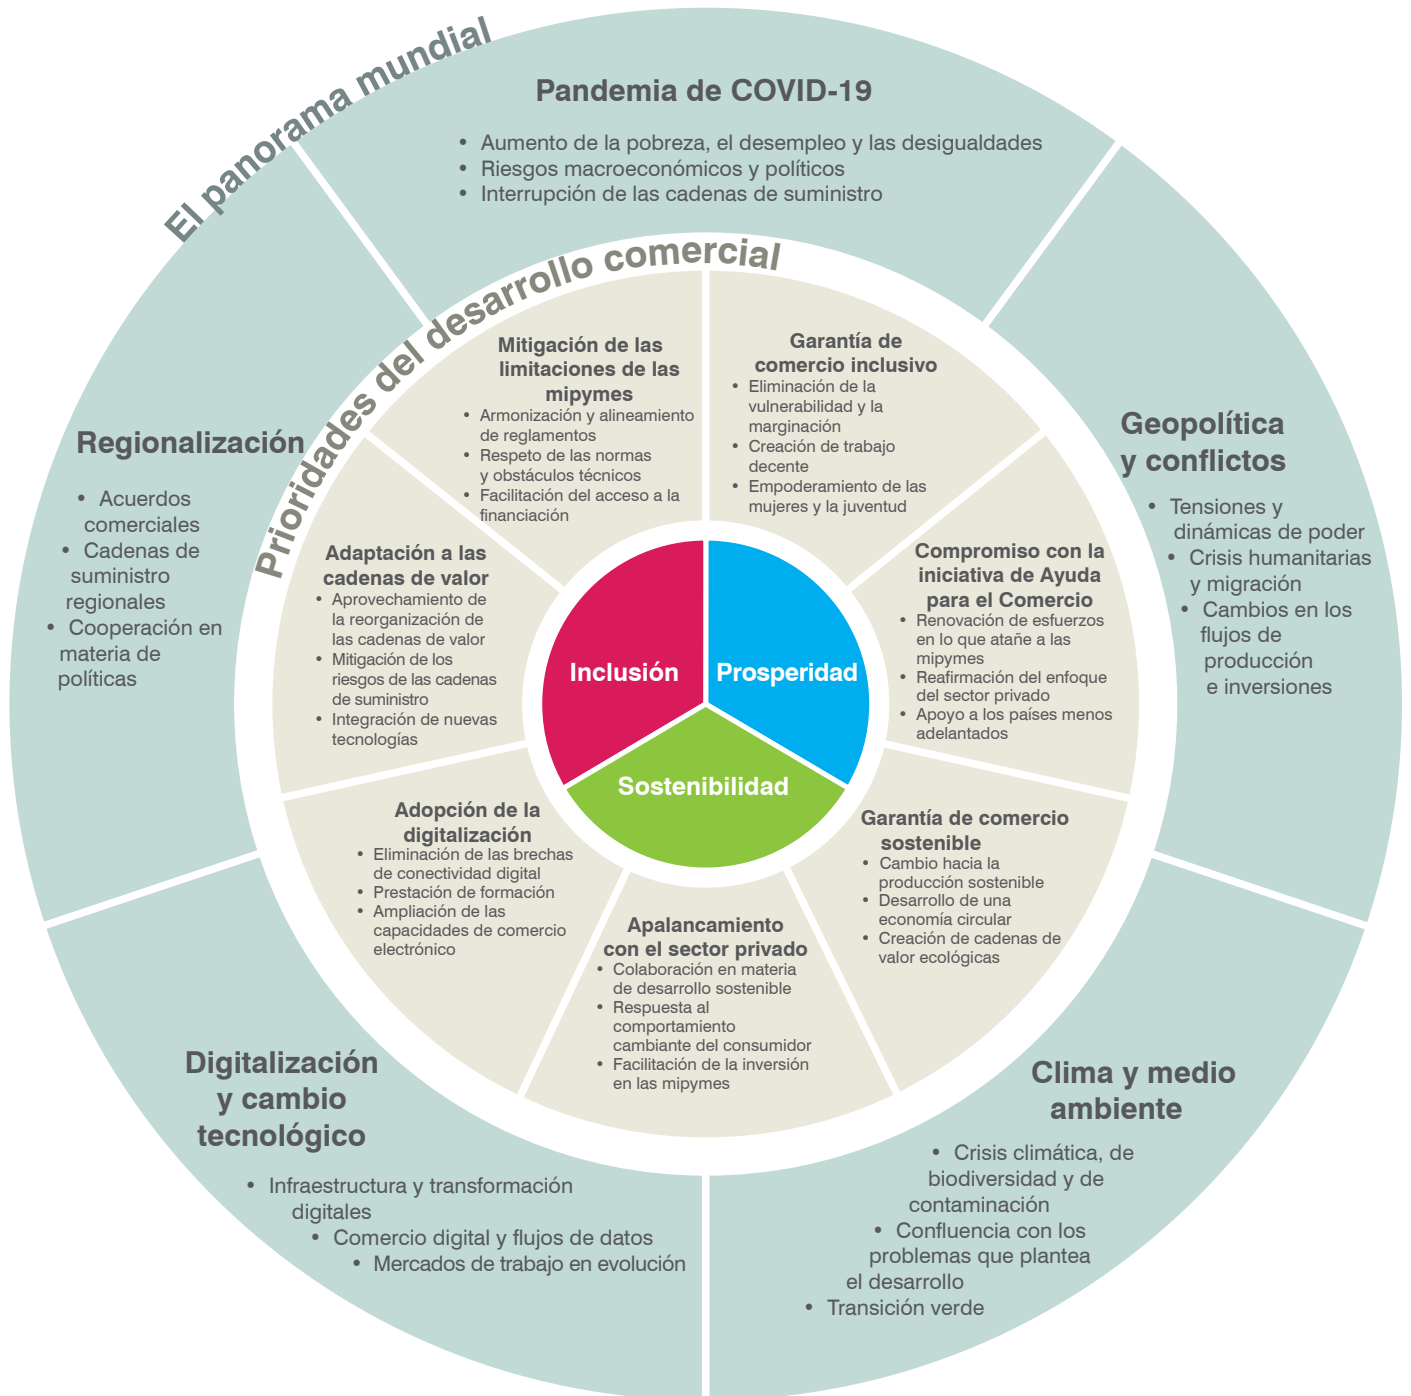 El panorama mundial
Pandemia de COVID-19
• Aumento de la pobreza, el desempleo y las desigualdades
• Riesgos macroeconómicos y políticos
• Interrupción de las cadenas de suministro
Geopolítica
y conflictos
• Tensiones y
dinámicas de poder
• Crisis humanitarias
y migración
• Cambios en los
flujos de
producción
e inversiones
Clima y medio
ambiente
• Crisis climática, de
biodiversidad y de
contaminación
• Confluencia con los
problemas que plantea
el desarrollo
• Transición verde
Digitalización
y cambio
tecnológico
• Infraestructura y transformación
digitales
• Comercio digital y flujos de datos
• Mercados de trabajo en evolución
Regionalización
• Acuerdos
comerciales
• Cadenas de
suministro
regionales
• Cooperación en
materia de
políticas
Prioridades del desarrollo comercial
Mitigación de las
limitaciones de las
mipymes
• Armonización y alineamiento
de reglamentos
• Respeto de las normas
y obstáculos técnicos
• Facilitación del acceso a la
financiación
Garantía de
comercio inclusivo
• Eliminación de la
vulnerabilidad y la
marginación
• Creación de trabajo
decente
• Empoderamiento de las
mujeres y la juventud
Compromiso con la
iniciativa de Ayuda
para el Comercio
• Renovación de esfuerzos
en lo que atañe a las
mipymes
• Reafirmación del enfoque
del sector privado
• Apoyo a los países menos
adelantados
Garantía de comercio
sostenible
• Cambio hacia la
producción sostenible
• Desarrollo de una
economía circular
• Creación de cadenas de
valor ecológicas
Apalancamiento
con el sector privado
• Colaboración en materia
de desarrollo sostenible
• Respuesta al
comportamiento
cambiante del consumidor
• Facilitación de la inversión
en las mipymes
Adopción de la
digitalización
• Eliminación de las brechas
de conectividad digital
• Prestación de formación
• Ampliación de las
capacidades de comercio
electrónico
Adaptación a las
cadenas de valor
• Aprovechamiento de
la reorganización de
las cadenas de valor
• Mitigación de los
riesgos de las cadenas
de suministro
• Integración de nuevas
tecnologías
Inclusión
Prosperidad
Sostenibilidad